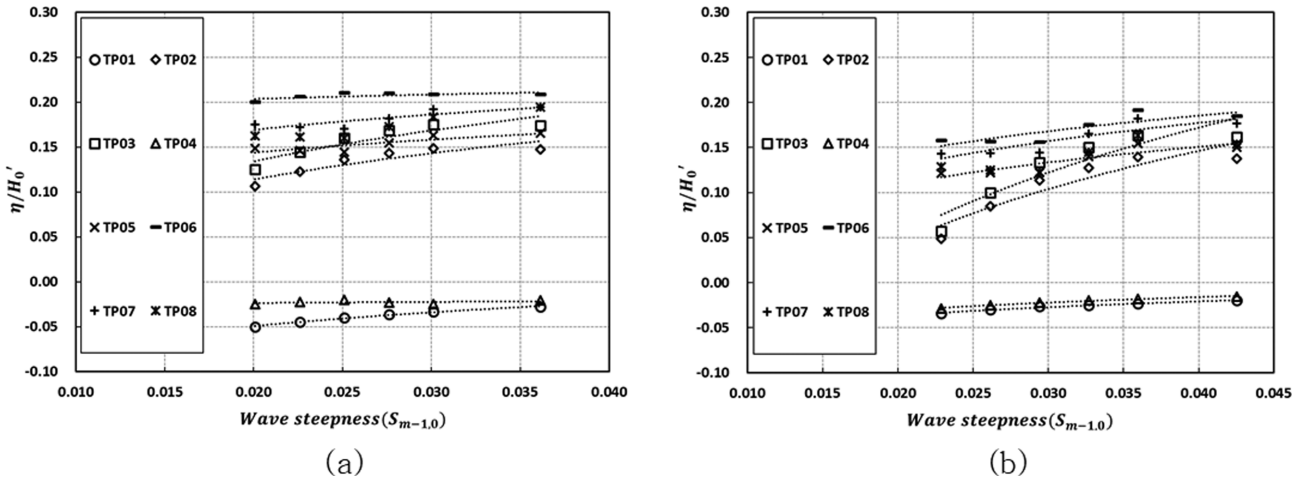 0.30
0.25
0.20
0.15
0.10
0.05
0.00
-0.05
-0.10
η/H₀′
TP01 TP02
TP03 TP04
TP05 TP06
TP07 TP08
0.010 0.015 0.020 0.025 0.030 0.035 0.040
Wave steepness(Sₘ₋₁.₀)
(a)
0.30
0.25
0.20
0.15
0.10
0.05
0.00
-0.05
-0.10
η/H₀′
TP01 TP02
TP03 TP04
TP05 TP06
TP07 TP08
0.010 0.015 0.020 0.025 0.030 0.035 0.040 0.045
Wave steepness(Sₘ₋₁.₀)
(b)